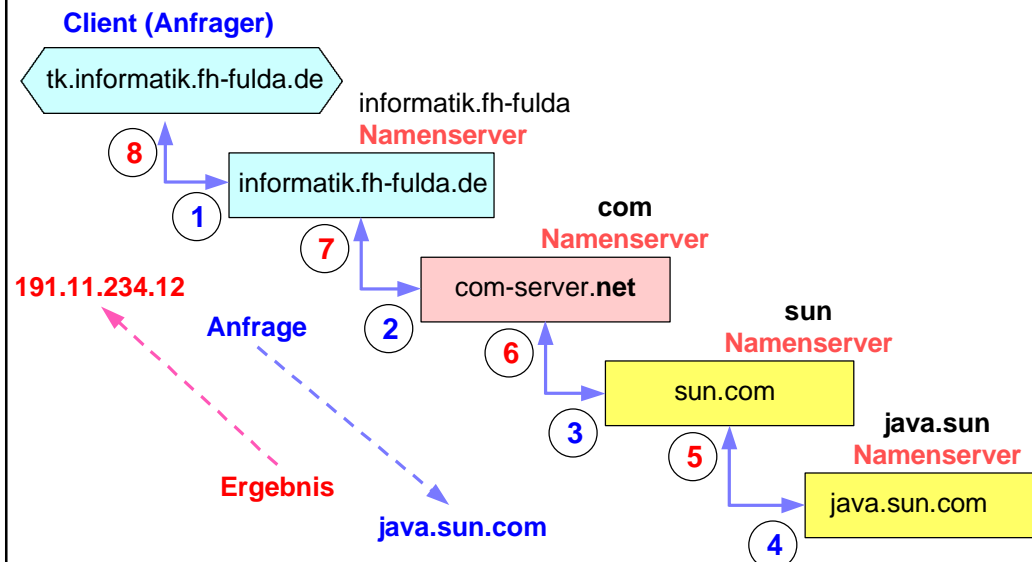 Client (Anfrager)
tk.informatik.fh-fulda.de
informatik.fh-fulda
Namenserver
8
informatik.fh-fulda.de
1
com
Namenserver
7
191.11.234.12
com-server.net
2
Anfrage
sun
Namenserver
6
sun.com
3
java.sun
Namenserver
5
Ergebnis
java.sun.com
java.sun.com
4